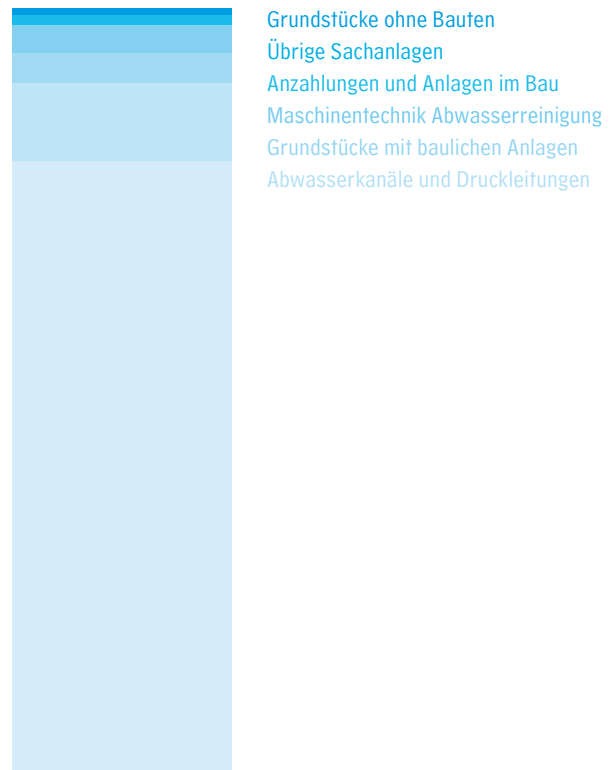 Grundstücke ohne Bauten
Übrige Sachanlagen
Anzahlungen und Anlagen im Bau
Maschinentechnik Abwasserreinigung
Grundstücke mit baulichen Anlagen
Abwasserkanäle und Druckleitungen